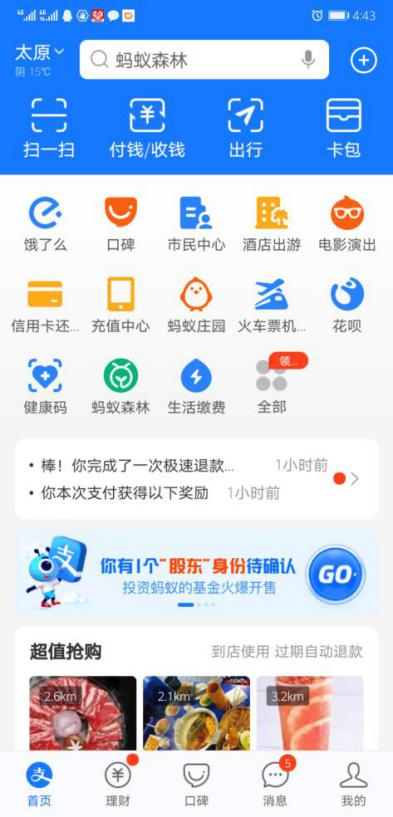 4:43
太原
阴 15℃
蚂蚁森林
扫一扫 付钱/收钱 出行 卡包
饿了么 口碑 市民中心 酒店出游 电影演出
信用卡还... 充值中心 蚂蚁庄园 火车票机... 花呗
领...
健康码 蚂蚁森林 生活缴费 全部
• 棒！你完成了一次极速退款... 1小时前
• 你本次支付获得以下奖励 1小时前
你有1个"股东"身份待确认
投资蚂蚁的基金火爆开售
GO
超值抢购 到店使用 过期自动退款
2.6km 2.1km 3.2km
5
首页 理财 口碑 消息 我的